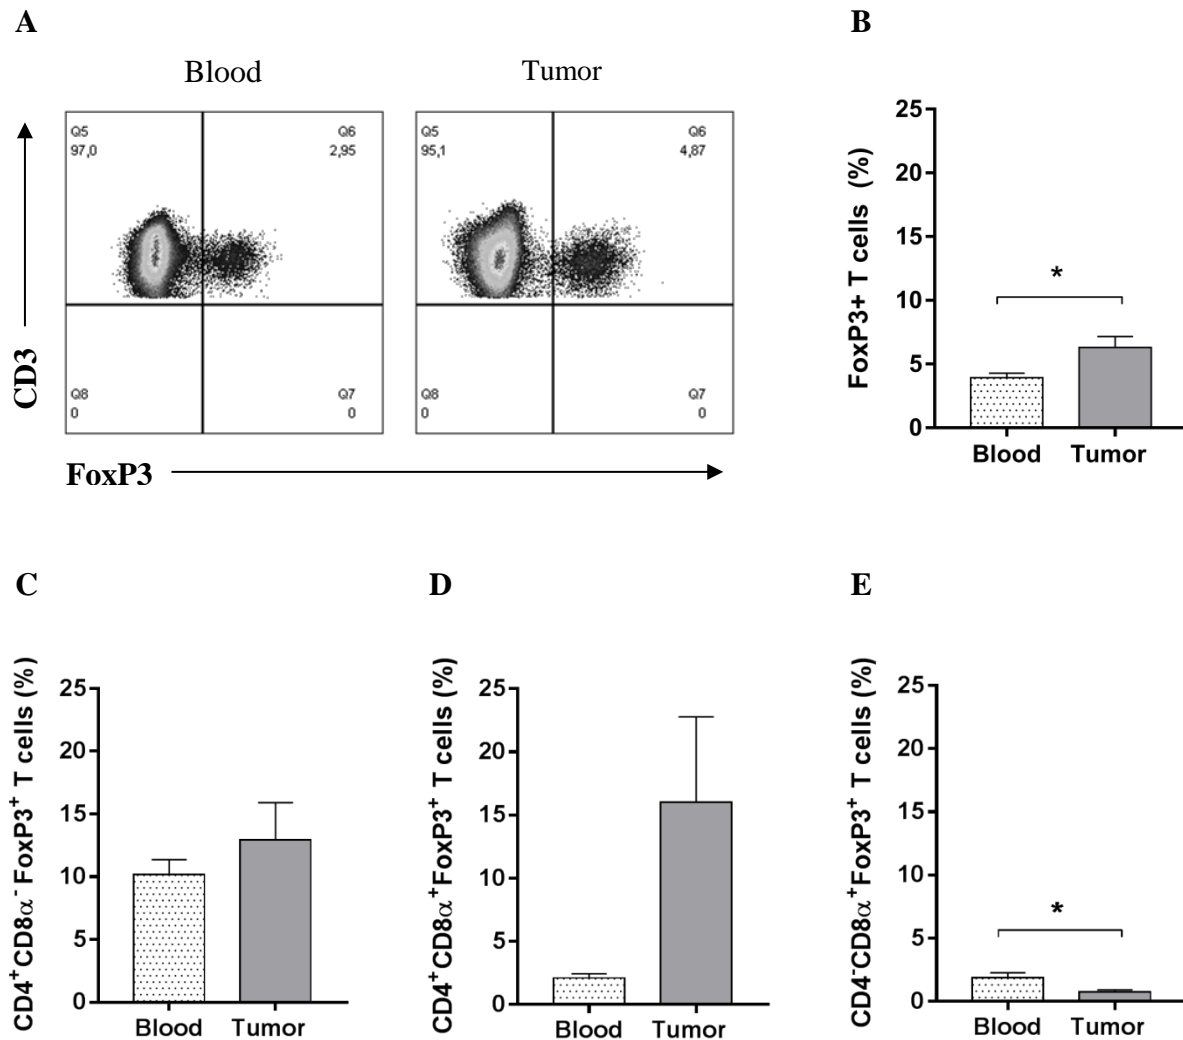 A
Blood
Tumor
Q5
97,0
Q6
2,95
Q8
0
Q7
0
Q5
95,1
Q6
4,87
Q8
0
Q7
0
CD3
FoxP3
B
FoxP3+ T cells (%)
25
20
15
10
5
0
*
Blood Tumor
C
CD4⁺CD8α⁻FoxP3⁺ T cells (%)
25
20
15
10
5
0
Blood Tumor
D
CD4⁺CD8α⁺FoxP3⁺ T cells (%)
25
20
15
10
5
0
Blood Tumor
E
CD4⁻CD8α⁺FoxP3⁺ T cells (%)
25
20
15
10
5
0
*
Blood Tumor